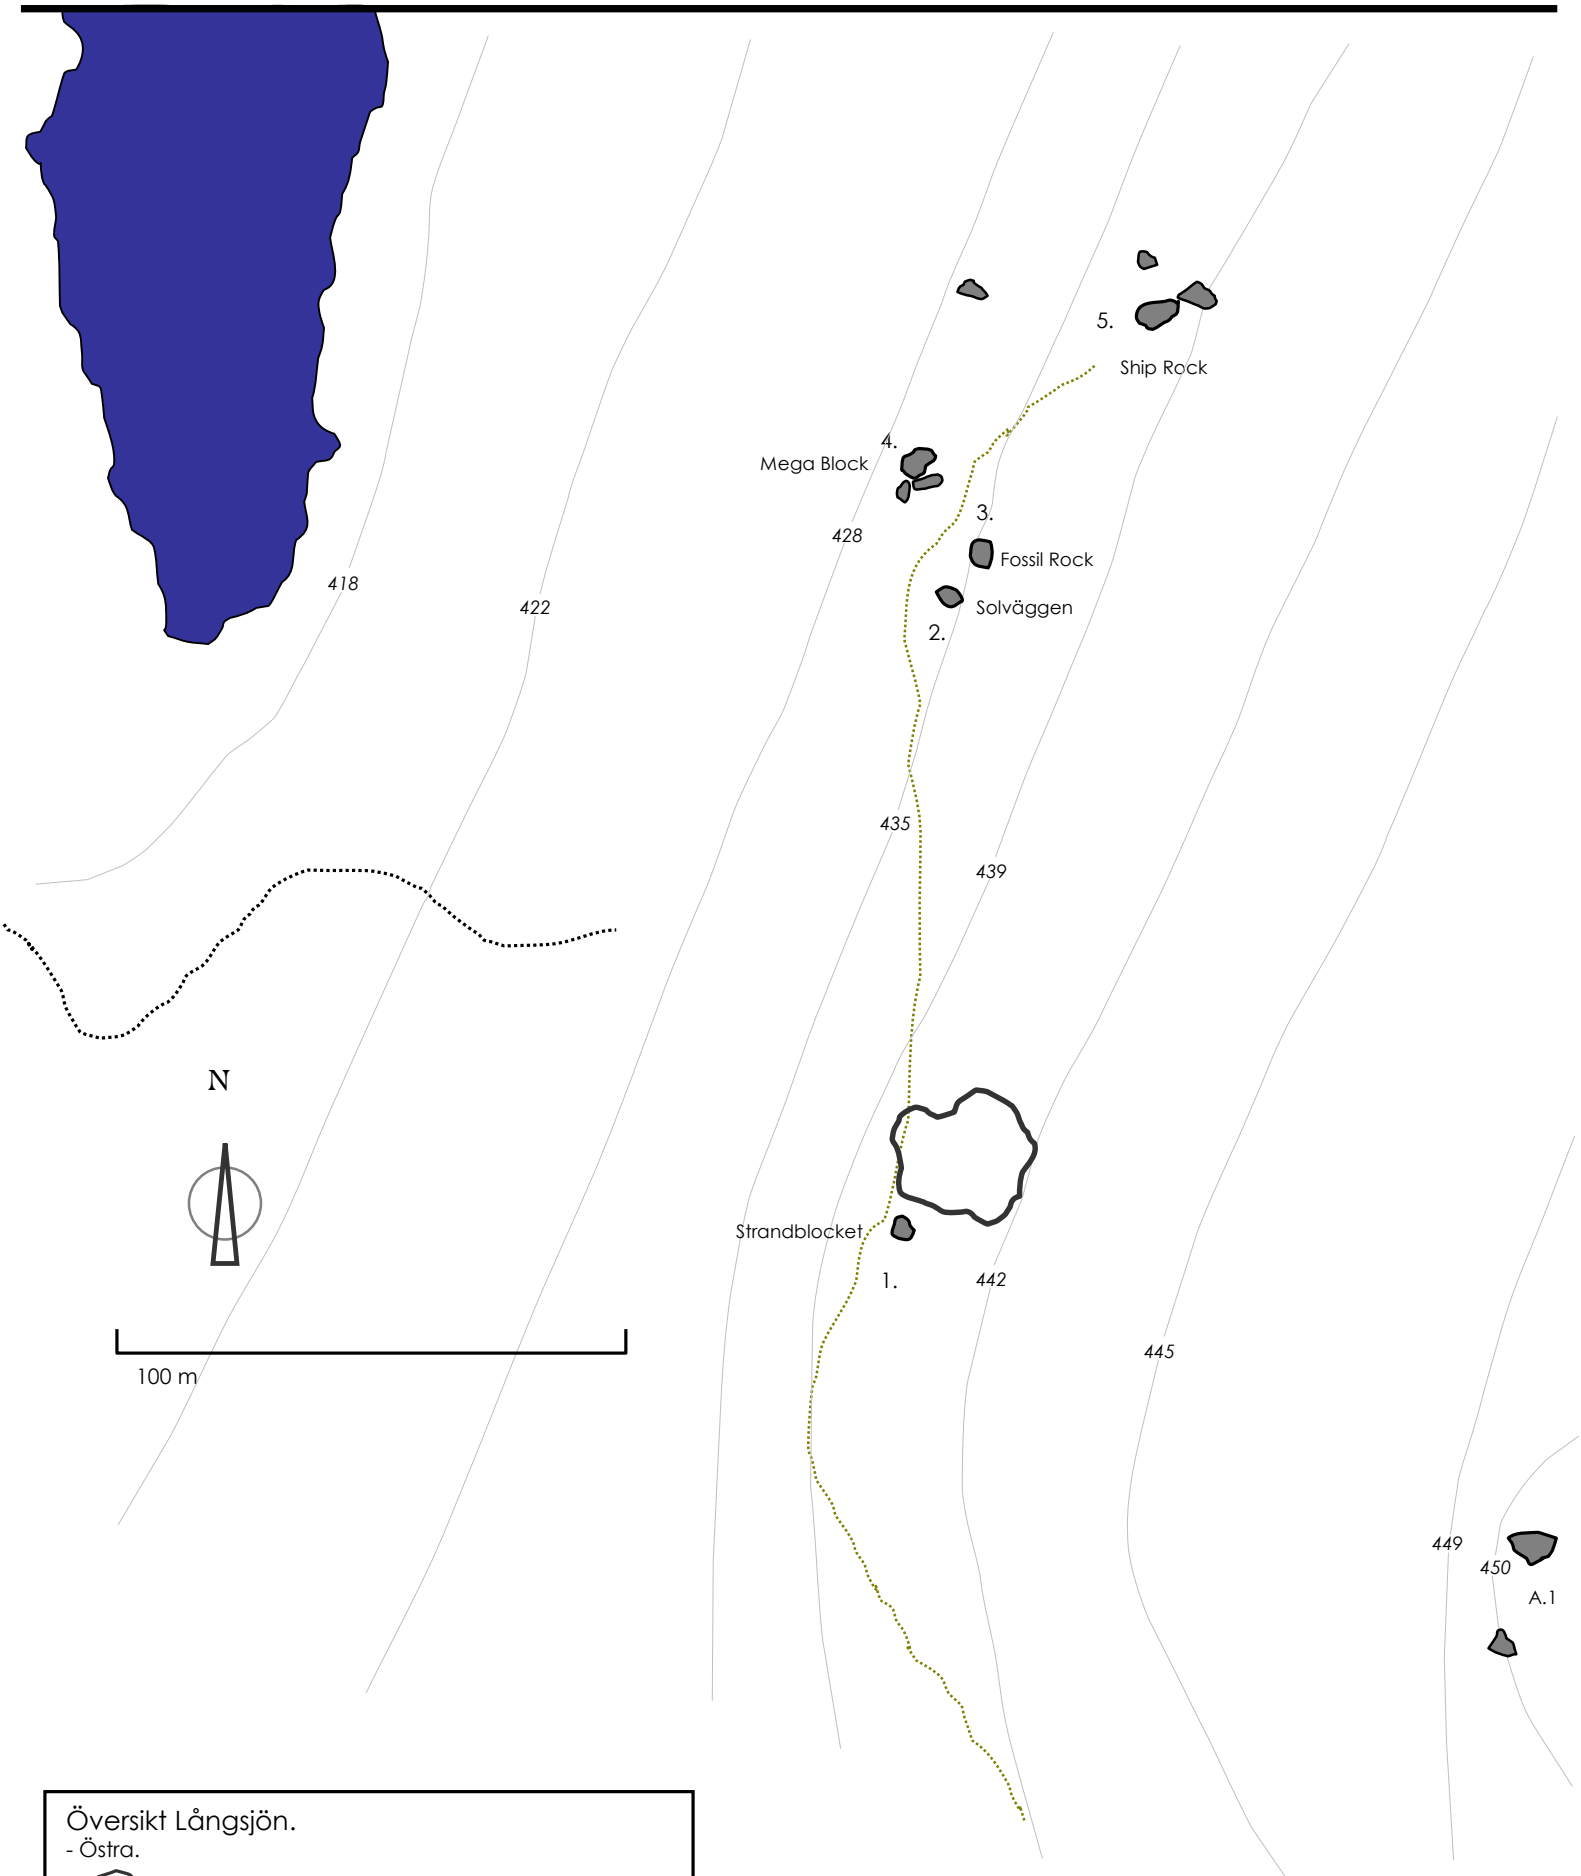 5.
Ship Rock
4.
Mega Block
3.
428
Fossil Rock
418
422
Solväggen
2.
435
439
N
Strandblocket
1.
442
445
100 m
449
450
A.1
Översikt Långsjön.
- Östra.